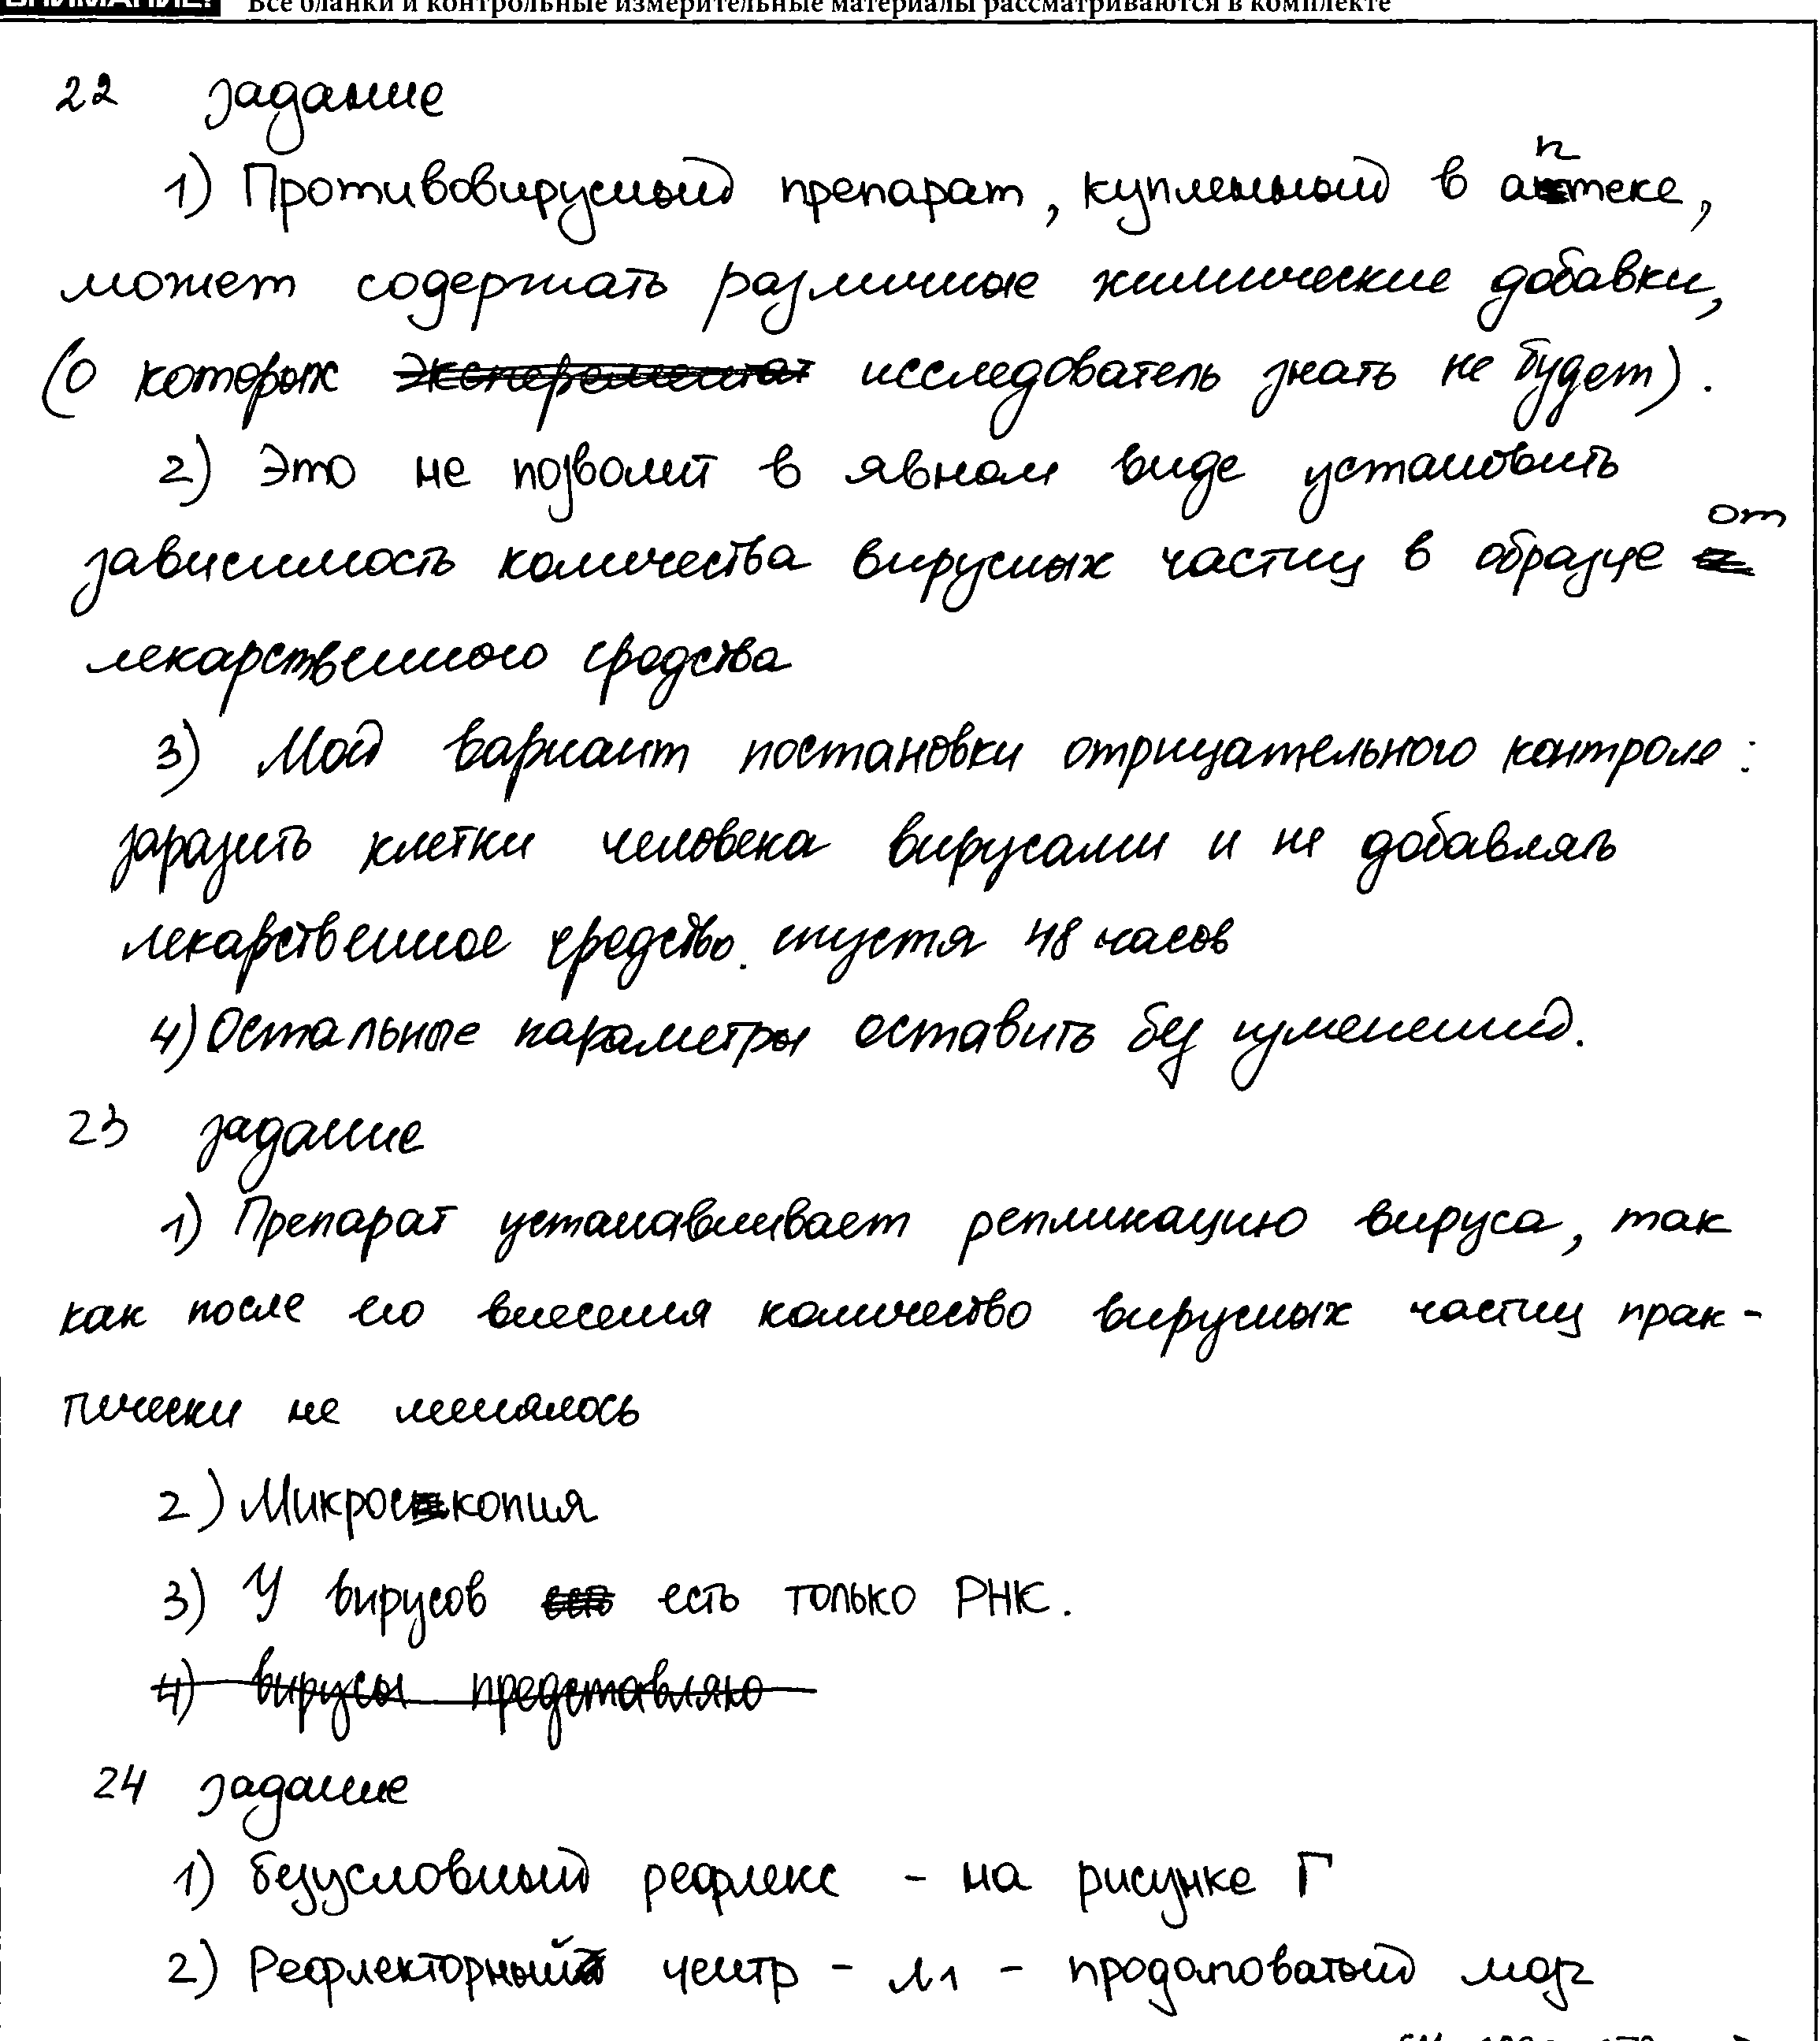 ВНИМАНИЕ! Все бланки и контрольные измерительные материалы рассматриваются в комплекте
22 задание
1) Противовирусный препарат, купленный в аптеке,
может содержать различные химические добавки,
(о которых эксперементат исследователь знать не будет).
2) Это не позволит в явном виде установить
зависимость количества вирусных частиц в образце от
лекарственного средства
3) Мой вариант постановки отрицательного контроля:
заразить клетки человека вирусами и не добавлять
лекарственное средство. спустя 48 часов
4) Остальные параметры оставить без изменений.
23 задание
1) Препарат устанавливает репликацию вируса, так
как после его внесения количество вирусных частиц прак-
тически не менялось
2) Микроскопия
3) У вирусов есть только РНК.
4) вирусы представляю
24 задание
1) безусловный рефлекс - на рисунке Г
2) Рефлекторный центр - л1 - продолговатый мозг